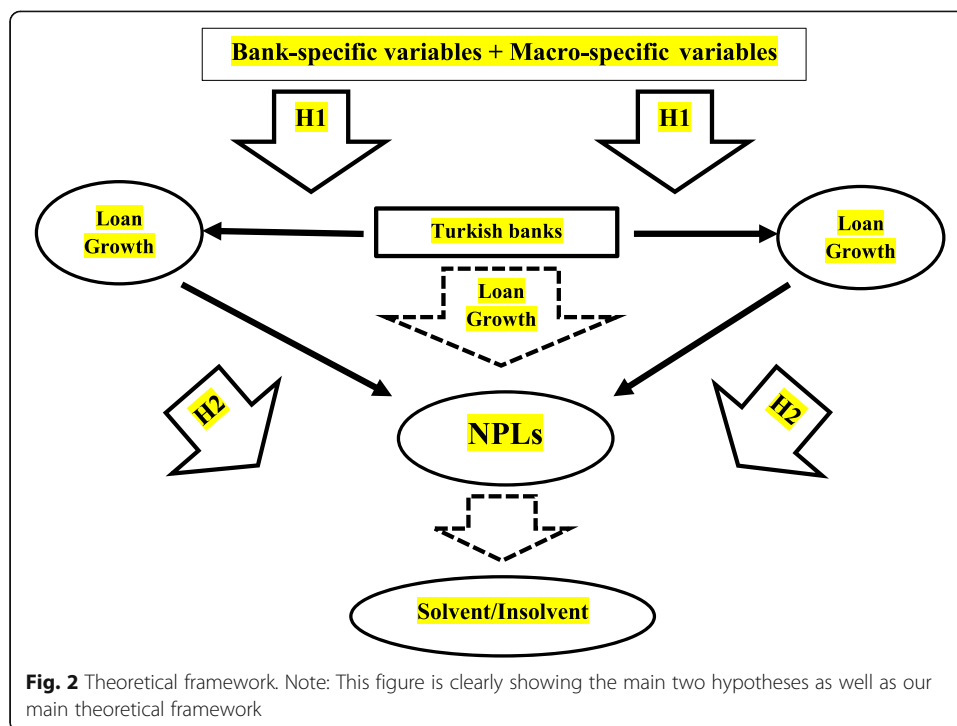 Bank-specific variables + Macro-specific variables
H1
H1
Loan
Growth
Turkish banks
Loan
Growth
Loan
Growth
H2
NPLs
H2
Solvent/Insolvent
Fig. 2 Theoretical framework. Note: This figure is clearly showing the main two hypotheses as well as our
main theoretical framework